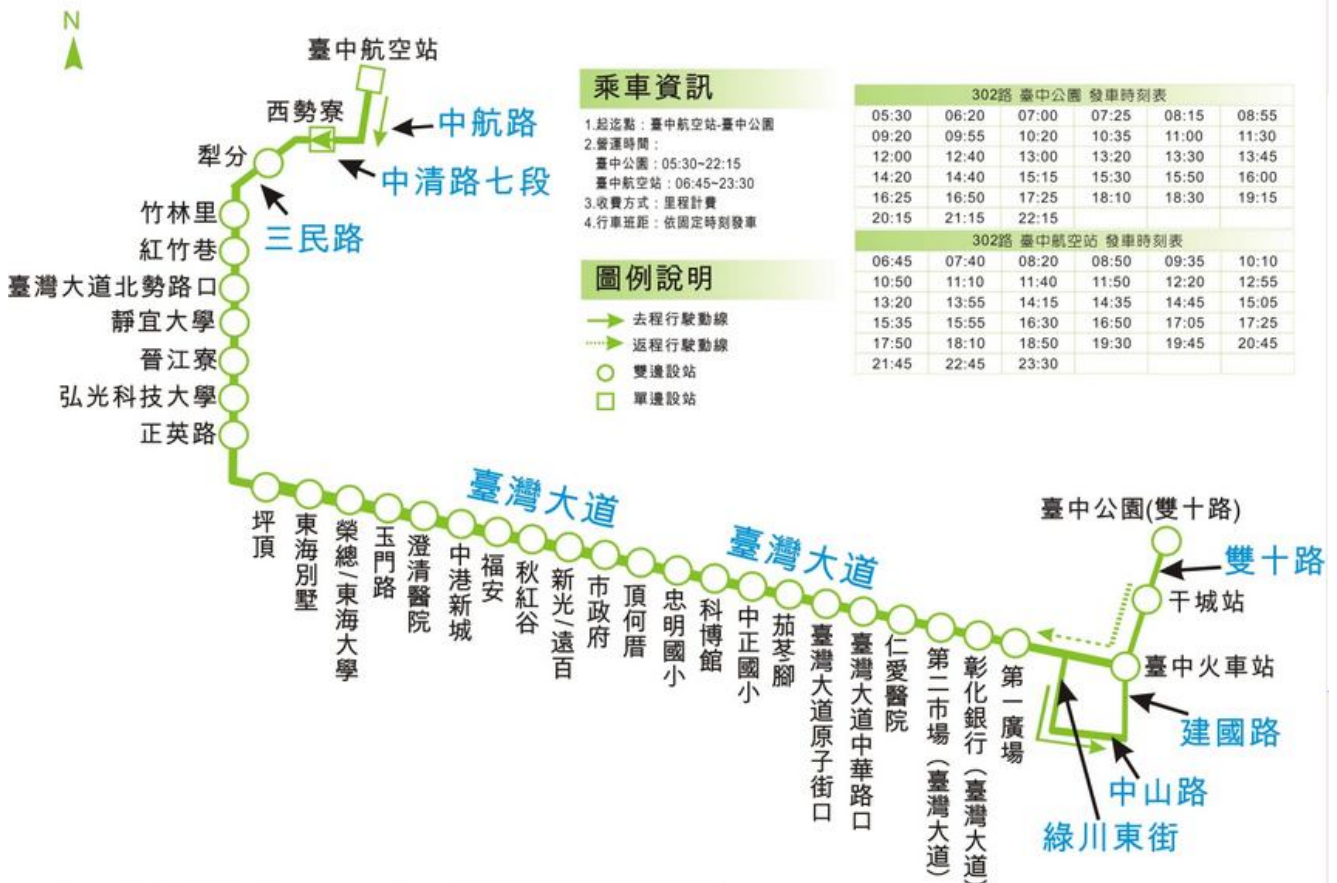 N
臺中航空站
西勢寮
中航路
犁分
中清路七段
竹林里
三民路
紅竹巷
臺灣大道北勢路口
靜宜大學
晉江寮
弘光科技大學
正英路
乘車資訊
1.起迄點：臺中航空站-臺中公園
2.營運時間：
臺中公園：05:30~22:15
臺中航空站：06:45~23:30
3.收費方式：里程計費
4.行車班距：依固定時刻發車
圖例說明
去程行駛動線
返程行駛動線
雙邊設站
單邊設站
302路 臺中公園 發車時刻表
05:30 06:20 07:00 07:25 08:15 08:55
09:20 09:55 10:20 10:35 11:00 11:30
12:00 12:40 13:00 13:20 13:30 13:45
14:20 14:40 15:15 15:30 15:50 16:00
16:25 16:50 17:25 18:10 18:30 19:15
20:15 21:15 22:15
302路 臺中航空站 發車時刻表
06:45 07:40 08:20 08:50 09:35 10:10
10:50 11:10 11:40 11:50 12:20 12:55
13:20 13:55 14:15 14:35 14:45 15:05
15:35 15:55 16:30 16:50 17:05 17:25
17:50 18:10 18:50 19:30 19:45 20:45
21:45 22:45 23:30
臺灣大道
臺灣大道
坪頂
東海別墅
榮總/東海大學
玉門路
澄清醫院
中港新城
福安
秋紅谷
新光/遠百
市政府
頂何厝
忠明國小
科博館
中正國小
茄苳腳
臺灣大道原子街口
臺灣大道中華路口
仁愛醫院
第二市場（臺灣大道）
彰化銀行（臺灣大道）
第一廣場
臺中公園(雙十路)
雙十路
干城站
臺中火車站
建國路
中山路
綠川東街